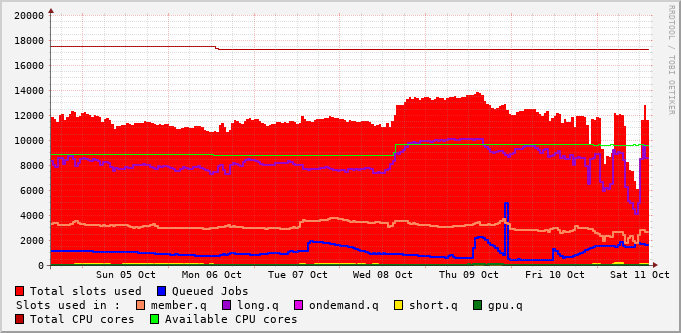 RRDTOOL / TOBI OETIKER
20000
18000
16000
14000
12000
10000
8000
6000
4000
2000
0
Sun 05 Oct Mon 06 Oct Tue 07 Oct Wed 08 Oct Thu 09 Oct Fri 10 Oct Sat 11 Oct
Total slots used Queued Jobs
Slots used in : member.q long.q ondemand.q short.q gpu.q
Total CPU cores Available CPU cores